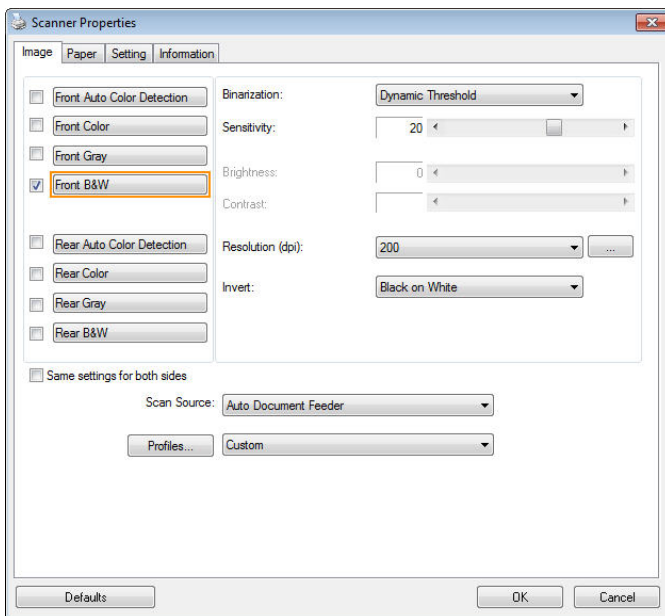 Scanner Properties
Image Paper Setting Information
Front Auto Color Detection
Front Color
Front Gray
Front B&W
Rear Auto Color Detection
Rear Color
Rear Gray
Rear B&W
Binarization: Dynamic Threshold
Sensitivity: 20
Brightness: 0
Contrast:
Resolution (dpi): 200 ...
Invert: Black on White
Same settings for both sides
Scan Source: Auto Document Feeder
Profiles... Custom
Defaults OK Cancel